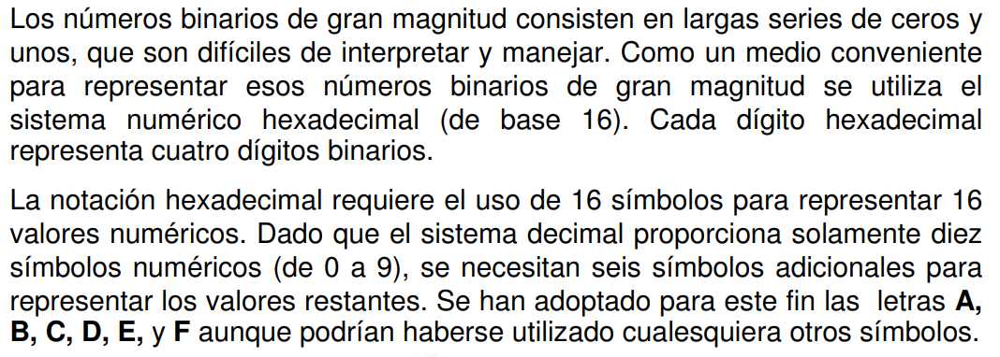 Los números binarios de gran magnitud consisten en largas series de ceros y
unos, que son difíciles de interpretar y manejar. Como un medio conveniente
para representar esos números binarios de gran magnitud se utiliza el
sistema numérico hexadecimal (de base 16). Cada dígito hexadecimal
representa cuatro dígitos binarios.
La notación hexadecimal requiere el uso de 16 símbolos para representar 16
valores numéricos. Dado que el sistema decimal proporciona solamente diez
símbolos numéricos (de 0 a 9), se necesitan seis símbolos adicionales para
representar los valores restantes. Se han adoptado para este fin las letras A,
B, C, D, E, y F aunque podrían haberse utilizado cualesquiera otros símbolos.